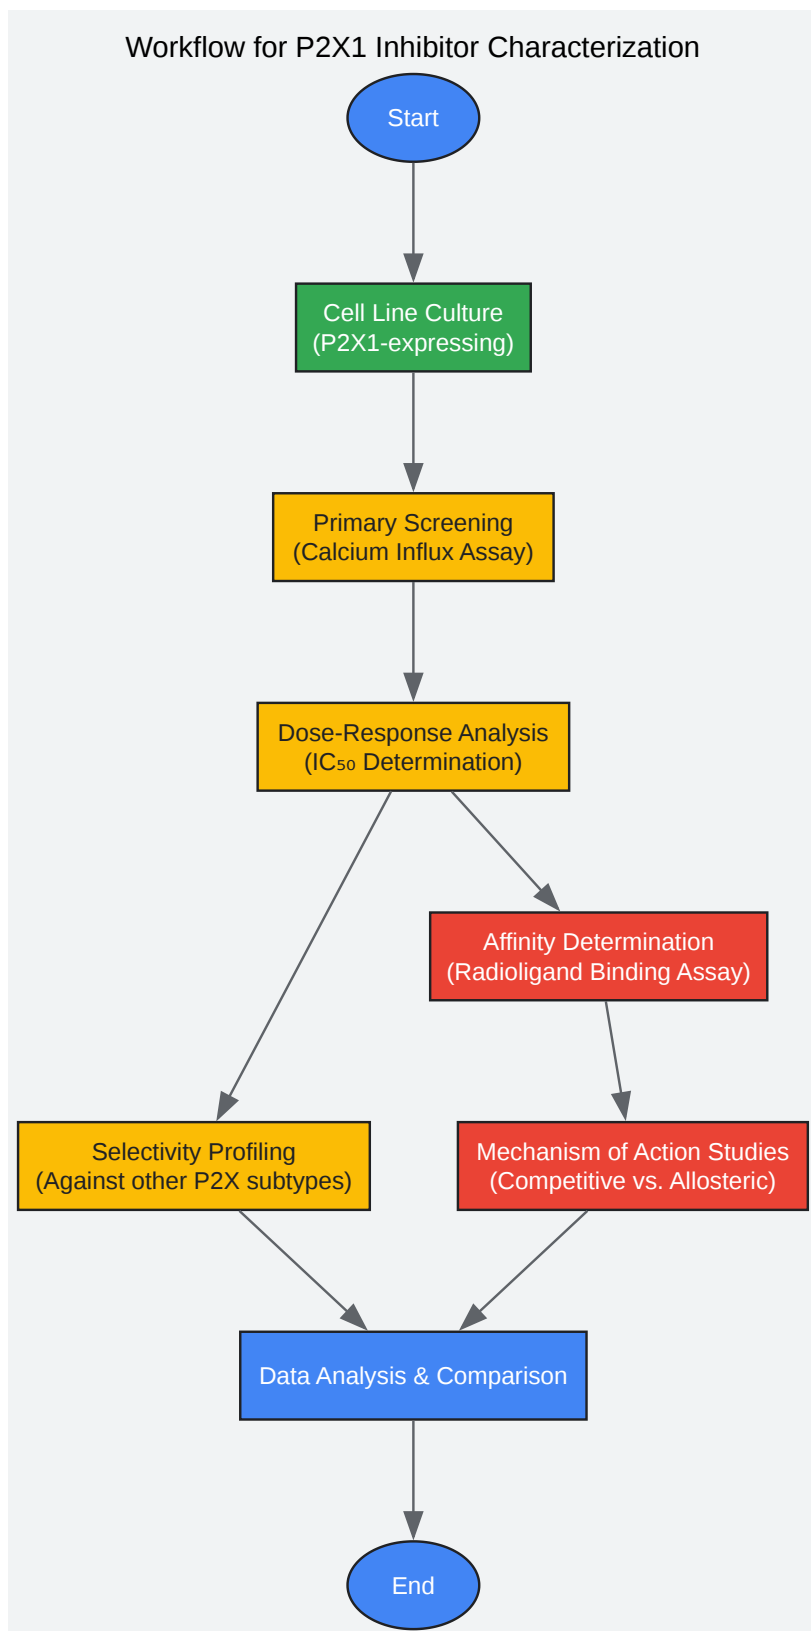 Workflow for P2X1 Inhibitor Characterization
Start
Cell Line Culture
(P2X1-expressing)
Primary Screening
(Calcium Influx Assay)
Dose-Response Analysis
(IC₅₀ Determination)
Affinity Determination
(Radioligand Binding Assay)
Selectivity Profiling
(Against other P2X subtypes)
Mechanism of Action Studies
(Competitive vs. Allosteric)
Data Analysis & Comparison
End